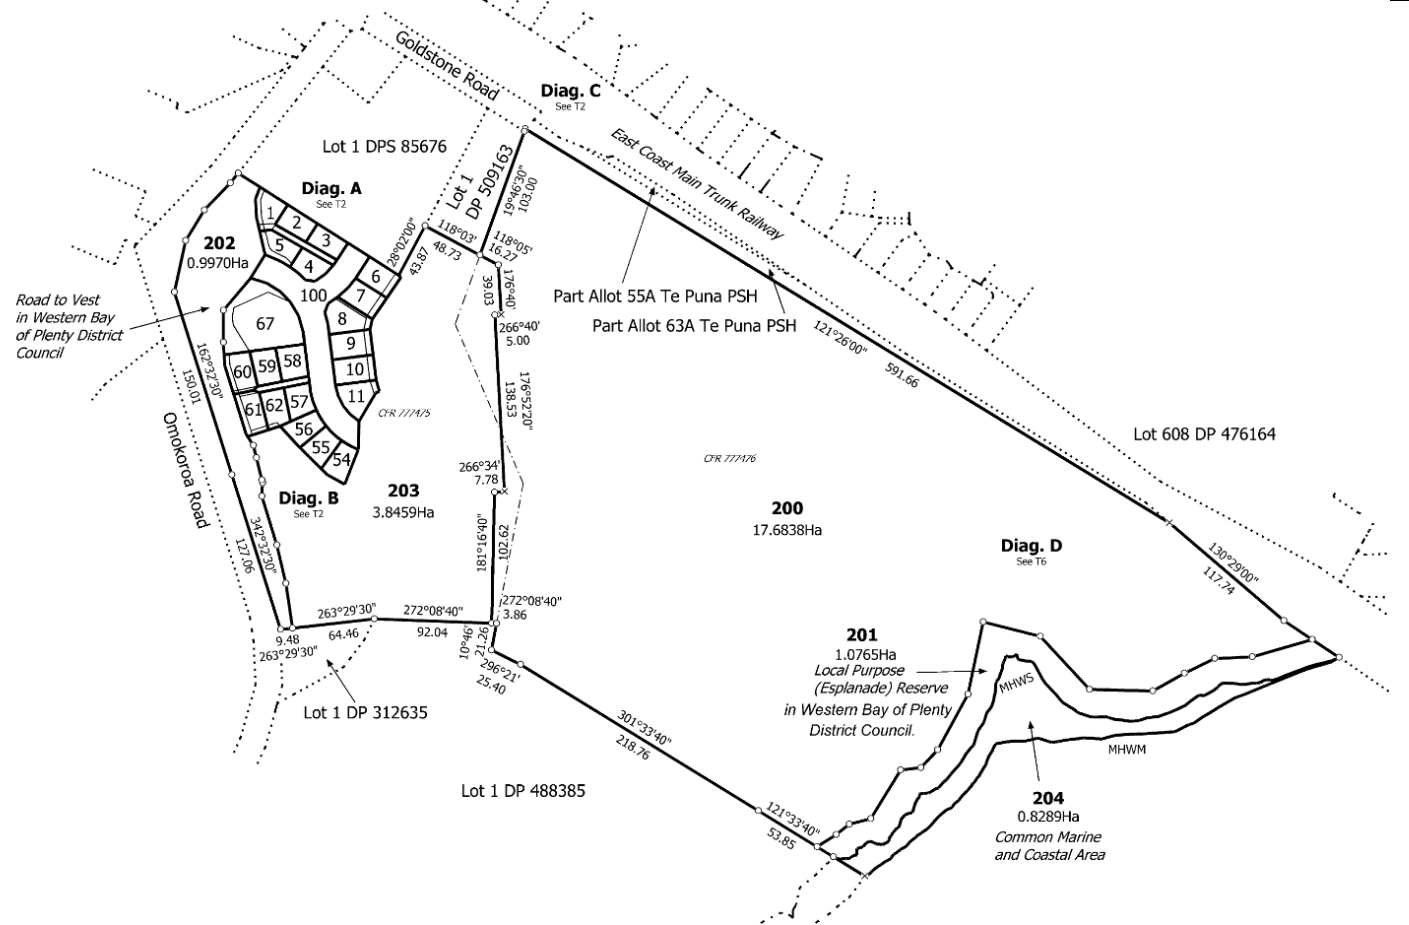 Goldstone Road
Diag. C
See T2
East Coast Main Trunk Railway
Lot 1 DPS 85676
Lot 1
DP 509163
19°46'30"
103.00
Diag. A
See T2
1
2
3
5
4
6
7
8
9
10
11
100
67
60
59
58
61
62
57
56
55
54
202
0.9970Ha
28°02'00"
43.87
118°03'
48.73
118°05'
16.27
176°40'
39.03
266°40'
5.00
Part Allot 55A Te Puna PSH
Part Allot 63A Te Puna PSH
121°26'00"
591.66
Road to Vest
in Western Bay
of Plenty District
Council
162°32'30"
150.01
Omokoroa Road
CFR 777475
176°52'20"
138.53
Lot 608 DP 476164
CFR 777476
266°34'
7.78
Diag. B
See T2
203
3.8459Ha
200
17.6838Ha
342°32'30"
127.06
181°16'40"
102.62
Diag. D
See T6
130°29'00"
117.74
263°29'30"
64.46
272°08'40"
92.04
272°08'40"
3.86
9.48
263°29'30"
10°46'
21.26
296°21'
25.40
Lot 1 DP 312635
201
1.0765Ha
Local Purpose
(Esplanade) Reserve
in Western Bay of Plenty
District Council.
MHWS
MHWM
301°33'40"
218.76
Lot 1 DP 488385
121°33'40"
53.85
204
0.8289Ha
Common Marine
and Coastal Area